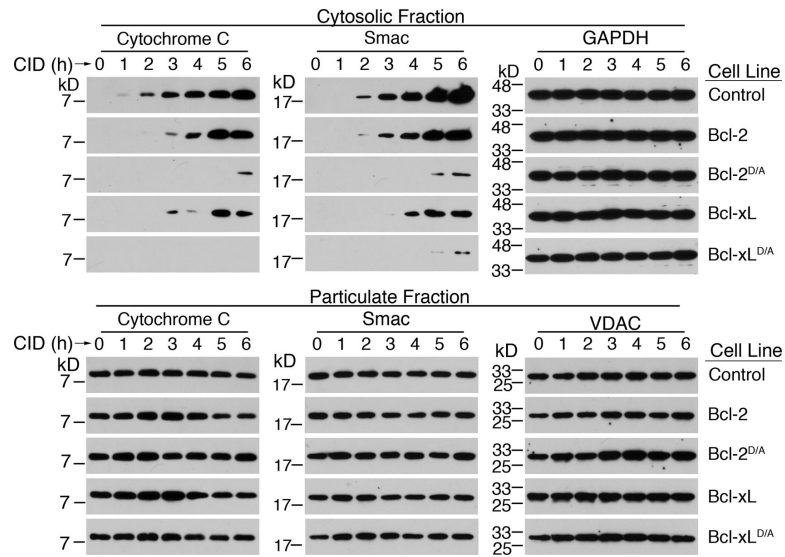 Cytosolic Fraction
Cytochrome C Smac GAPDH
CID (h)→ 0 1 2 3 4 5 6 0 1 2 3 4 5 6 0 1 2 3 4 5 6
kD kD kD Cell Line
7 17 48 33 Control
7 17 48 33 Bcl-2
7 17 48 33 Bcl-2D/A
7 17 48 33 Bcl-xL
7 17 48 33 Bcl-xLD/A
Particulate Fraction
Cytochrome C Smac VDAC
CID (h)→ 0 1 2 3 4 5 6 0 1 2 3 4 5 6 0 1 2 3 4 5 6
kD kD kD Cell Line
7 17 33 25 Control
7 17 33 25 Bcl-2
7 17 33 25 Bcl-2D/A
7 17 33 25 Bcl-xL
7 17 33 25 Bcl-xLD/A